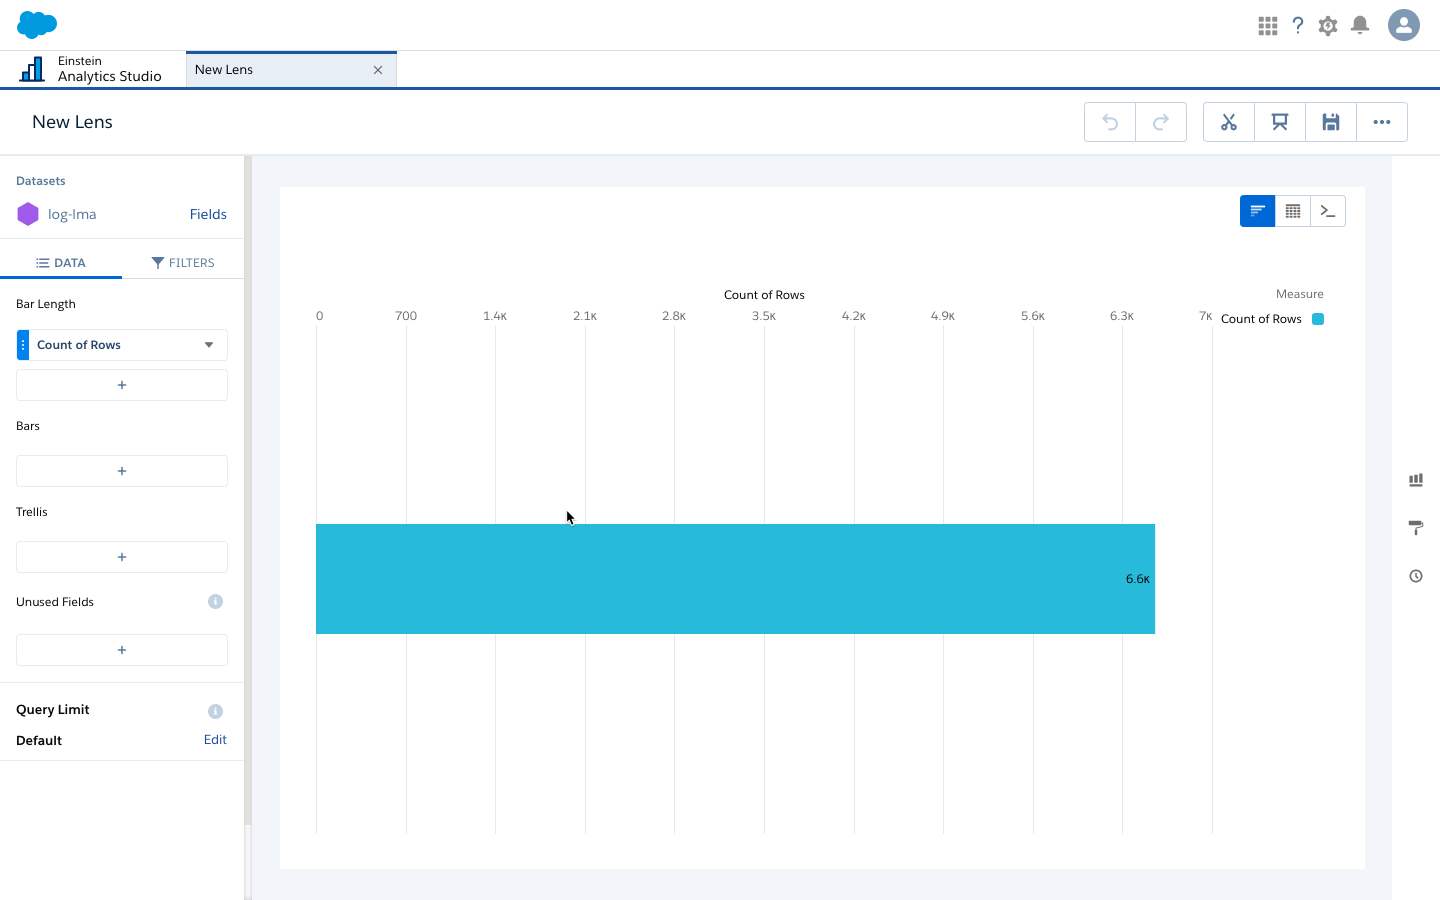 Einstein
Analytics Studio
New Lens
New Lens
Datasets
log-lma
Fields
DATA
FILTERS
Bar Length
Count of Rows
+
Bars
+
Trellis
+
Unused Fields
+
Query Limit
Default
Edit
Count of Rows
0 700 1.4K 2.1K 2.8K 3.5K 4.2K 4.9K 5.6K 6.3K 7K
Measure
Count of Rows
6.6K